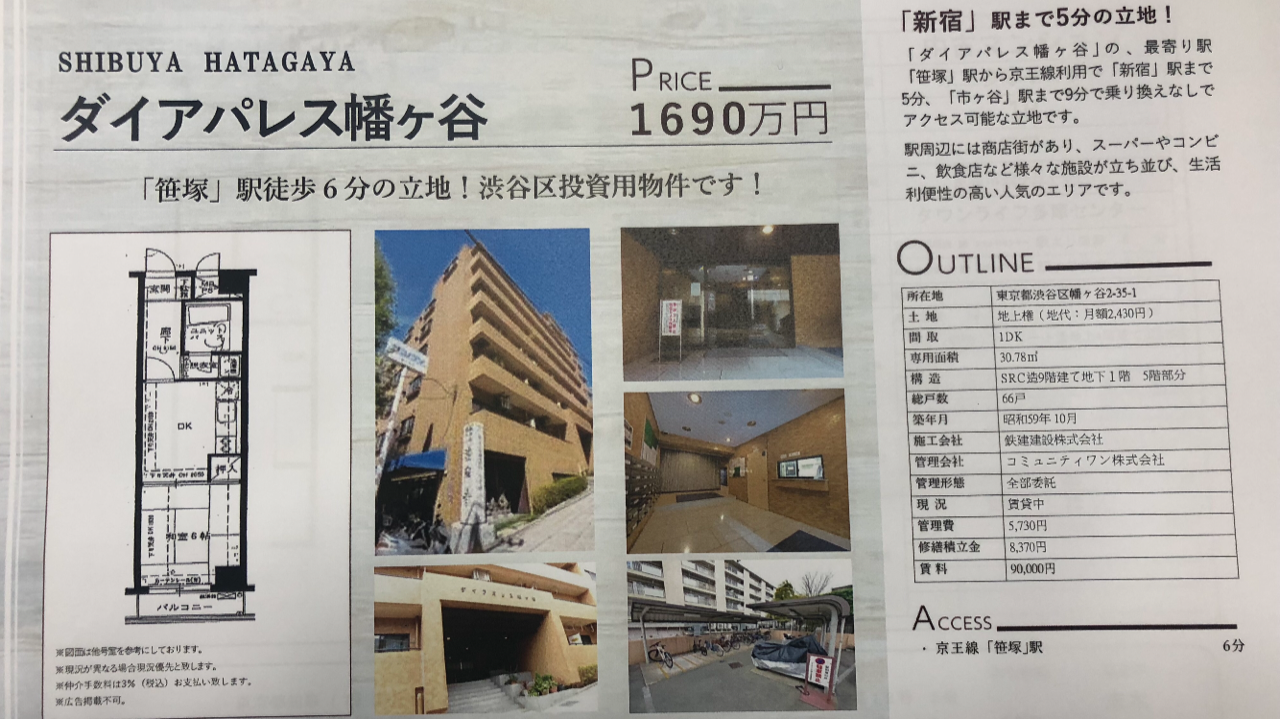 SHIBUYA HATAGAYA
ダイアパレス幡ヶ谷
PRICE
1690万円
「笹塚」駅徒歩6分の立地！渋谷区投資用物件です！
玄関
廊下
DK
押入
和室6帖
バルコニー
※図面は他号室を参考にしております。
※現況が異なる場合現況優先と致します。
※仲介手数料は3%（税込）お支払い致します。
※広告掲載不可。
「新宿」駅まで5分の立地！
「ダイアパレス幡ヶ谷」の、最寄り駅
「笹塚」駅から京王線利用で「新宿」駅まで
5分、「市ヶ谷」駅まで9分で乗り換えなしで
アクセス可能な立地です。
駅周辺には商店街があり、スーパーやコンビ
ニ、飲食店など様々な施設が立ち並び、生活
利便性の高い人気のエリアです。
OUTLINE
所在地 東京都渋谷区幡ヶ谷2-35-1
土地 地上権（地代：月額2,430円）
間取 1DK
専用面積 30.78㎡
構造 SRC造9階建て地下1階 5階部分
総戸数 66戸
築年月 昭和59年10月
施工会社 鉄建建設株式会社
管理会社 コミュニティワン株式会社
管理形態 全部委託
現況 賃貸中
管理費 5,730円
修繕積立金 8,370円
賃料 90,000円
ACCESS
・京王線「笹塚」駅 6分